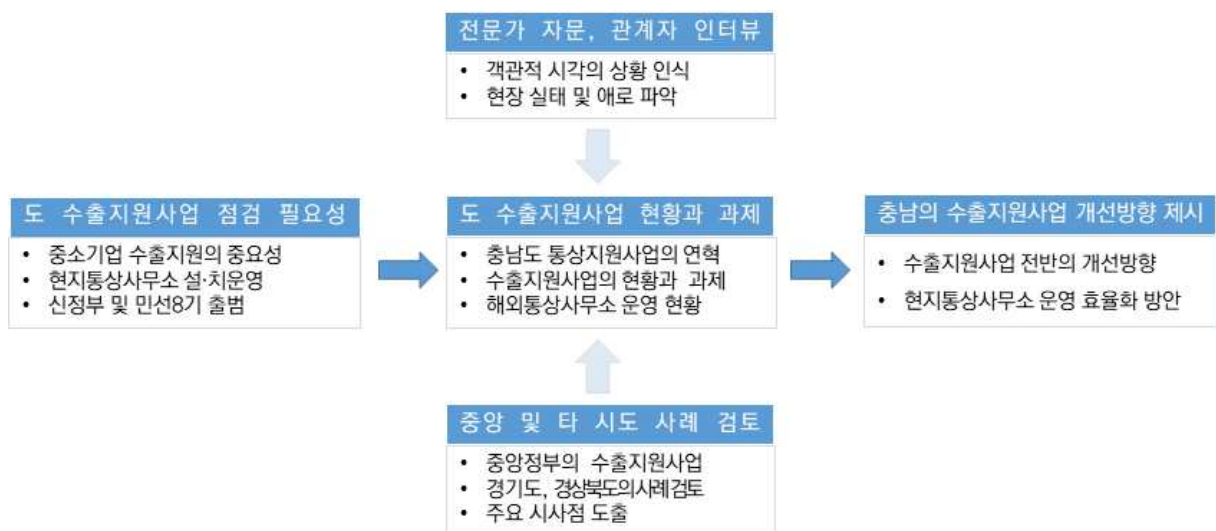 전문가 자문, 관계자 인터뷰
• 객관적 시각의 상황 인식
• 현장 실태 및 애로 파악
도 수출지원사업 점검 필요성
• 중소기업 수출지원의 중요성
• 현지통상사무소 설·치운영
• 신정부 및 민선8기 출범
도 수출지원사업 현황과 과제
• 충남도 통상지원사업의 연혁
• 수출지원사업의 현황과 과제
• 해외통상사무소 운영 현황
충남의 수출지원사업 개선방향 제시
• 수출지원사업 전반의 개선방향
• 현지통상사무소 운영 효율화 방안
중앙 및 타 시도 사례 검토
• 중앙정부의 수출지원사업
• 경기도, 경상북도의사례검토
• 주요 시사점 도출